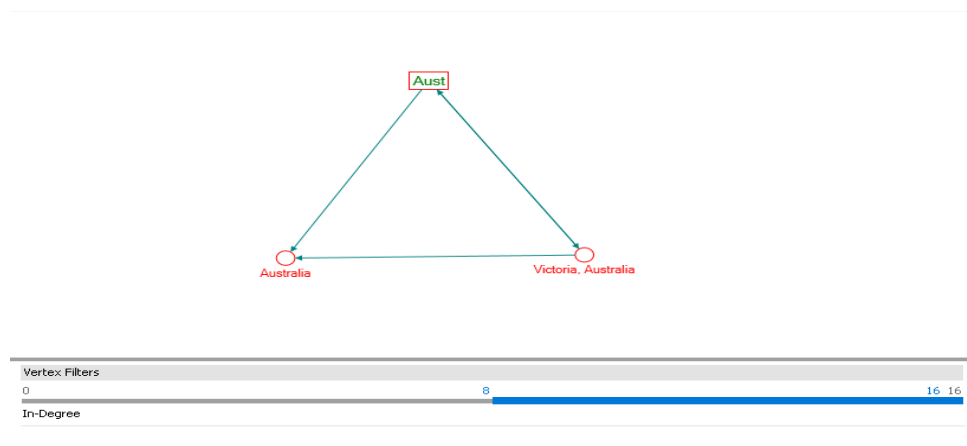 Aust
Australia
Victoria, Australia
Vertex Filters
0 8 16 16
In-Degree